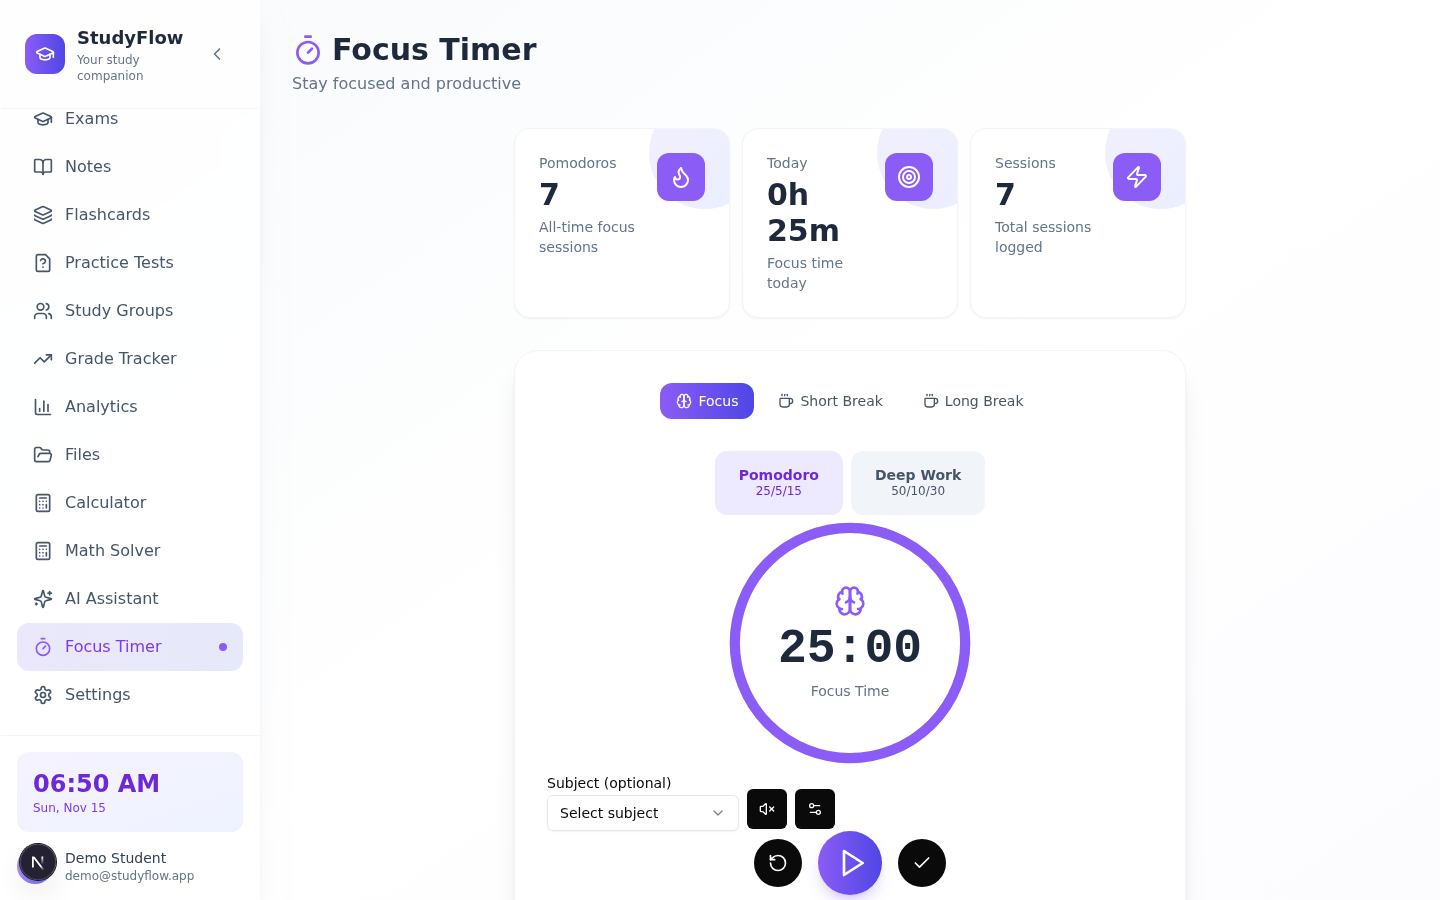 StudyFlow
Your study
companion
Exams
Notes
Flashcards
Practice Tests
Study Groups
Grade Tracker
Analytics
Files
Calculator
Math Solver
AI Assistant
Focus Timer
Settings
06:50 AM
Sun, Nov 15
N
Demo Student
demo@studyflow.app
Focus Timer
Stay focused and productive
Pomodoros
7
All-time focus
sessions
Today
0h
25m
Focus time
today
Sessions
7
Total sessions
logged
Focus
Short Break
Long Break
Pomodoro
25/5/15
Deep Work
50/10/30
25:00
Focus Time
Subject (optional)
Select subject